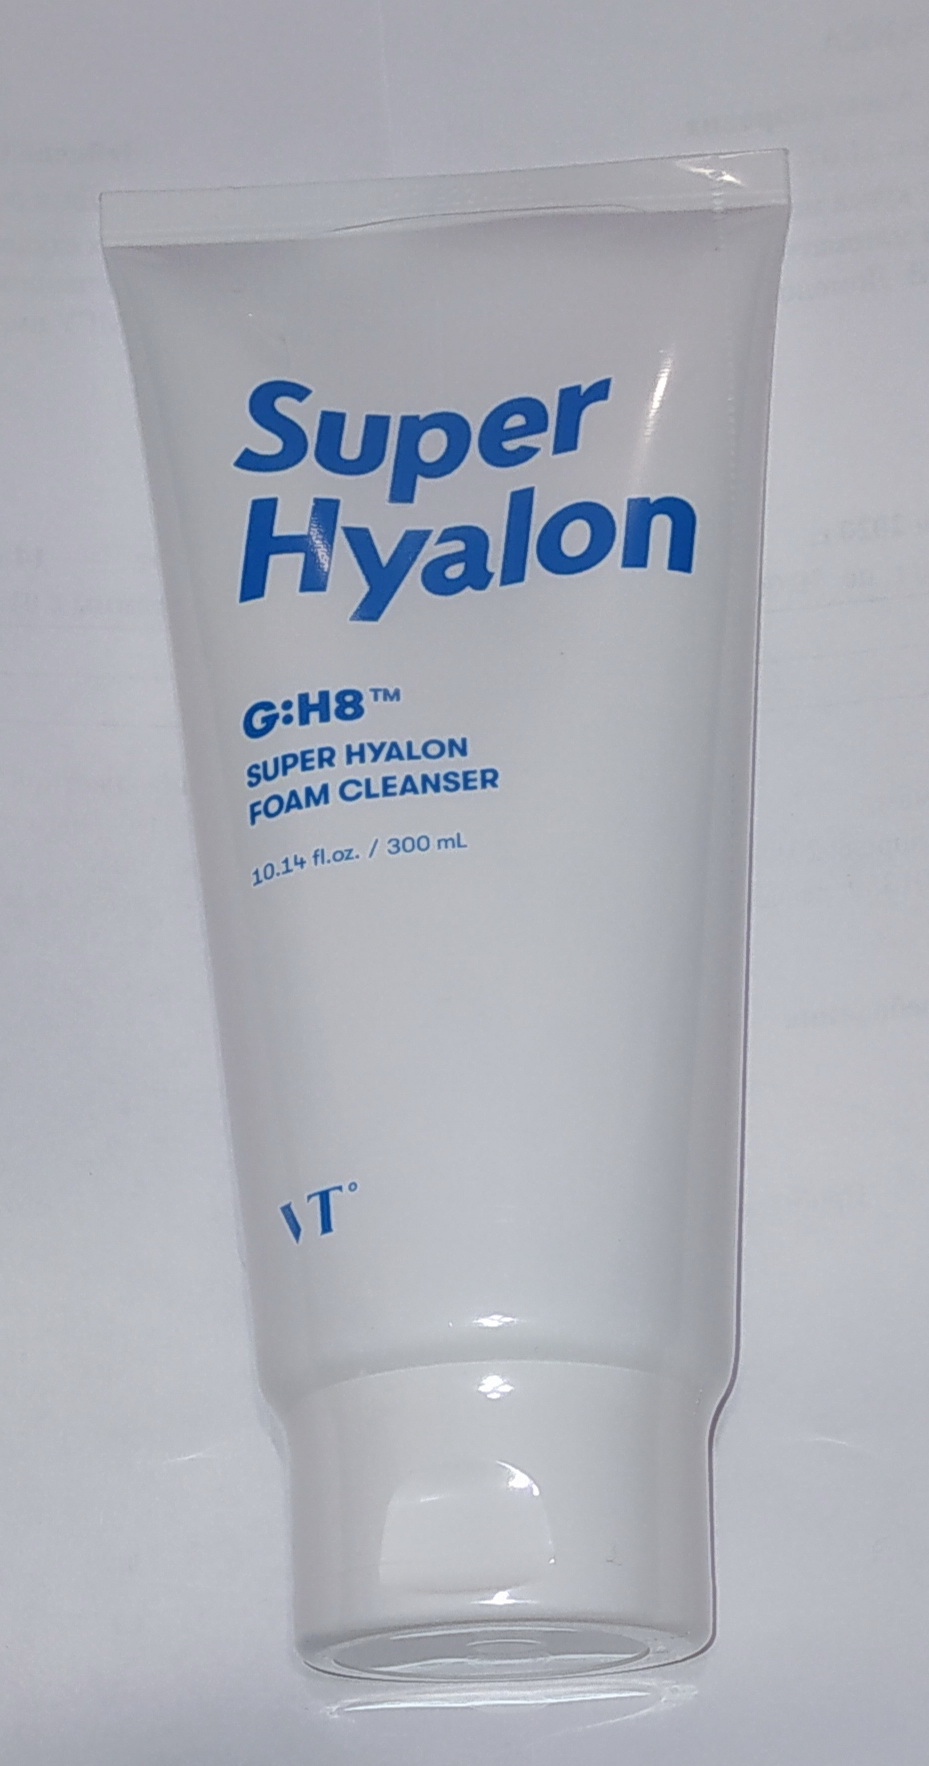 Super
Hyalon
G:H8™
SUPER HYALON
FOAM CLEANSER
10.14 fl.oz. / 300 mL
VT°